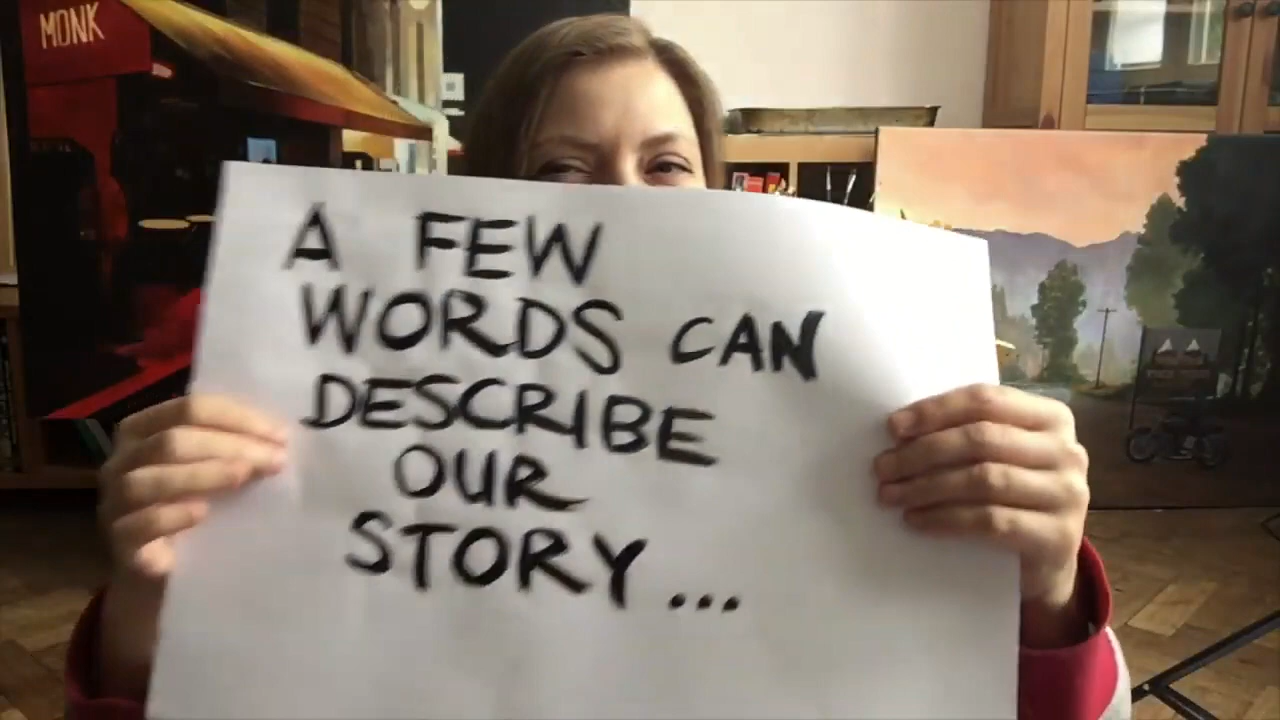 MONK
A FEW
WORDS CAN
DESCRIBE
OUR
STORY...